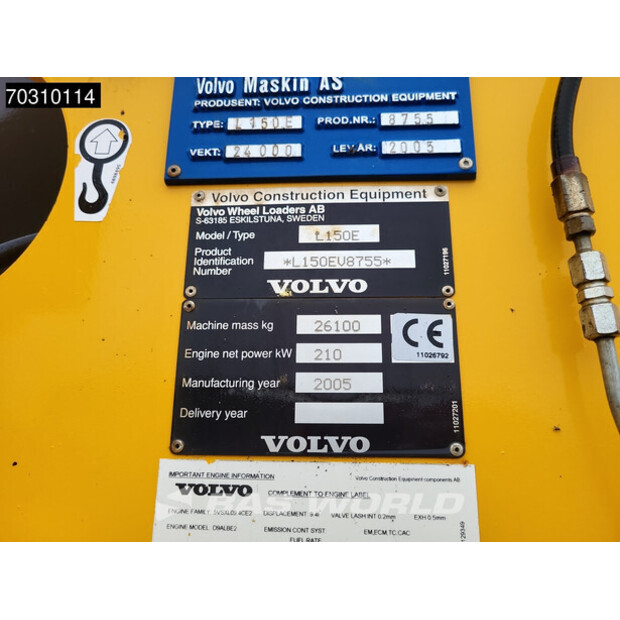 70310114
Volvo Maskin AS
PRODUSENT: VOLVO CONSTRUCTION EQUIPMENT
TYPE: L150E PROD.NR.: 8755
VEKT: 24000 LEV.ÅR: 2005
Volvo Construction Equipment
Volvo Wheel Loaders AB
S-63185 ESKILSTUNA, SWEDEN
Model / Type L150E
Product
Identification *L150EV8755*
Number
VOLVO
11027196
Machine mass kg 26100
Engine net power kW 210
CE
11026792
Manufacturing year 2005
Delivery year
VOLVO
11027201
IMPORTANT ENGINE INFORMATION Volvo Construction Equipment components AB
VOLVO COMPLEMENT TO ENGINE LABEL
BAS WORLD
ENGINE FAMILY DISPLACEMENT VALVE LASH INT 0.2mm EXH 0.5mm
ENGINE MODEL: D9ALBE2 EMISSION CONT SYST EM,ECM,TC,CAC
FUEL RATE